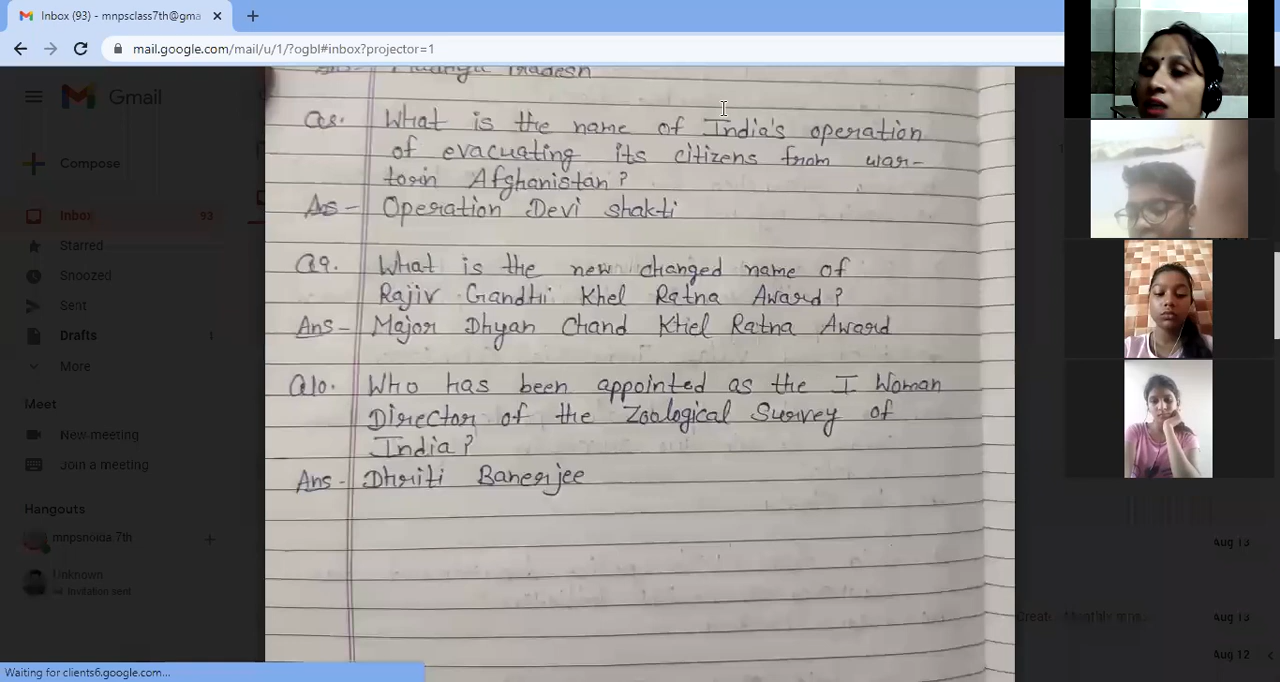 Inbox (93) - mnpsclass7th@gma
mail.google.com/mail/u/1/?ogbl#inbox?projector=1
Gmail
Compose
Inbox 93
Starred
Snoozed
Sent
Drafts 1
More
Meet
New meeting
Join a meeting
Hangouts
mnpsnoida 7th
Unknown
Invitation sent
Pradesh
Q8. What is the name of India's operation
of evacuating its citizens from war-
torn Afghanistan?
As - Operation Devi shakti
Q9. What is the new changed name of
Rajiv Gandhi Khel Ratna Award?
Ans - Major Dhyan Chand Khel Ratna Award
Q10. Who has been appointed as the I Woman
Director of the Zoological Survey of
India?
Ans - Dhriti Banerjee
Aug 13
Aug 13
Aug 12
Waiting for clients6.google.com...